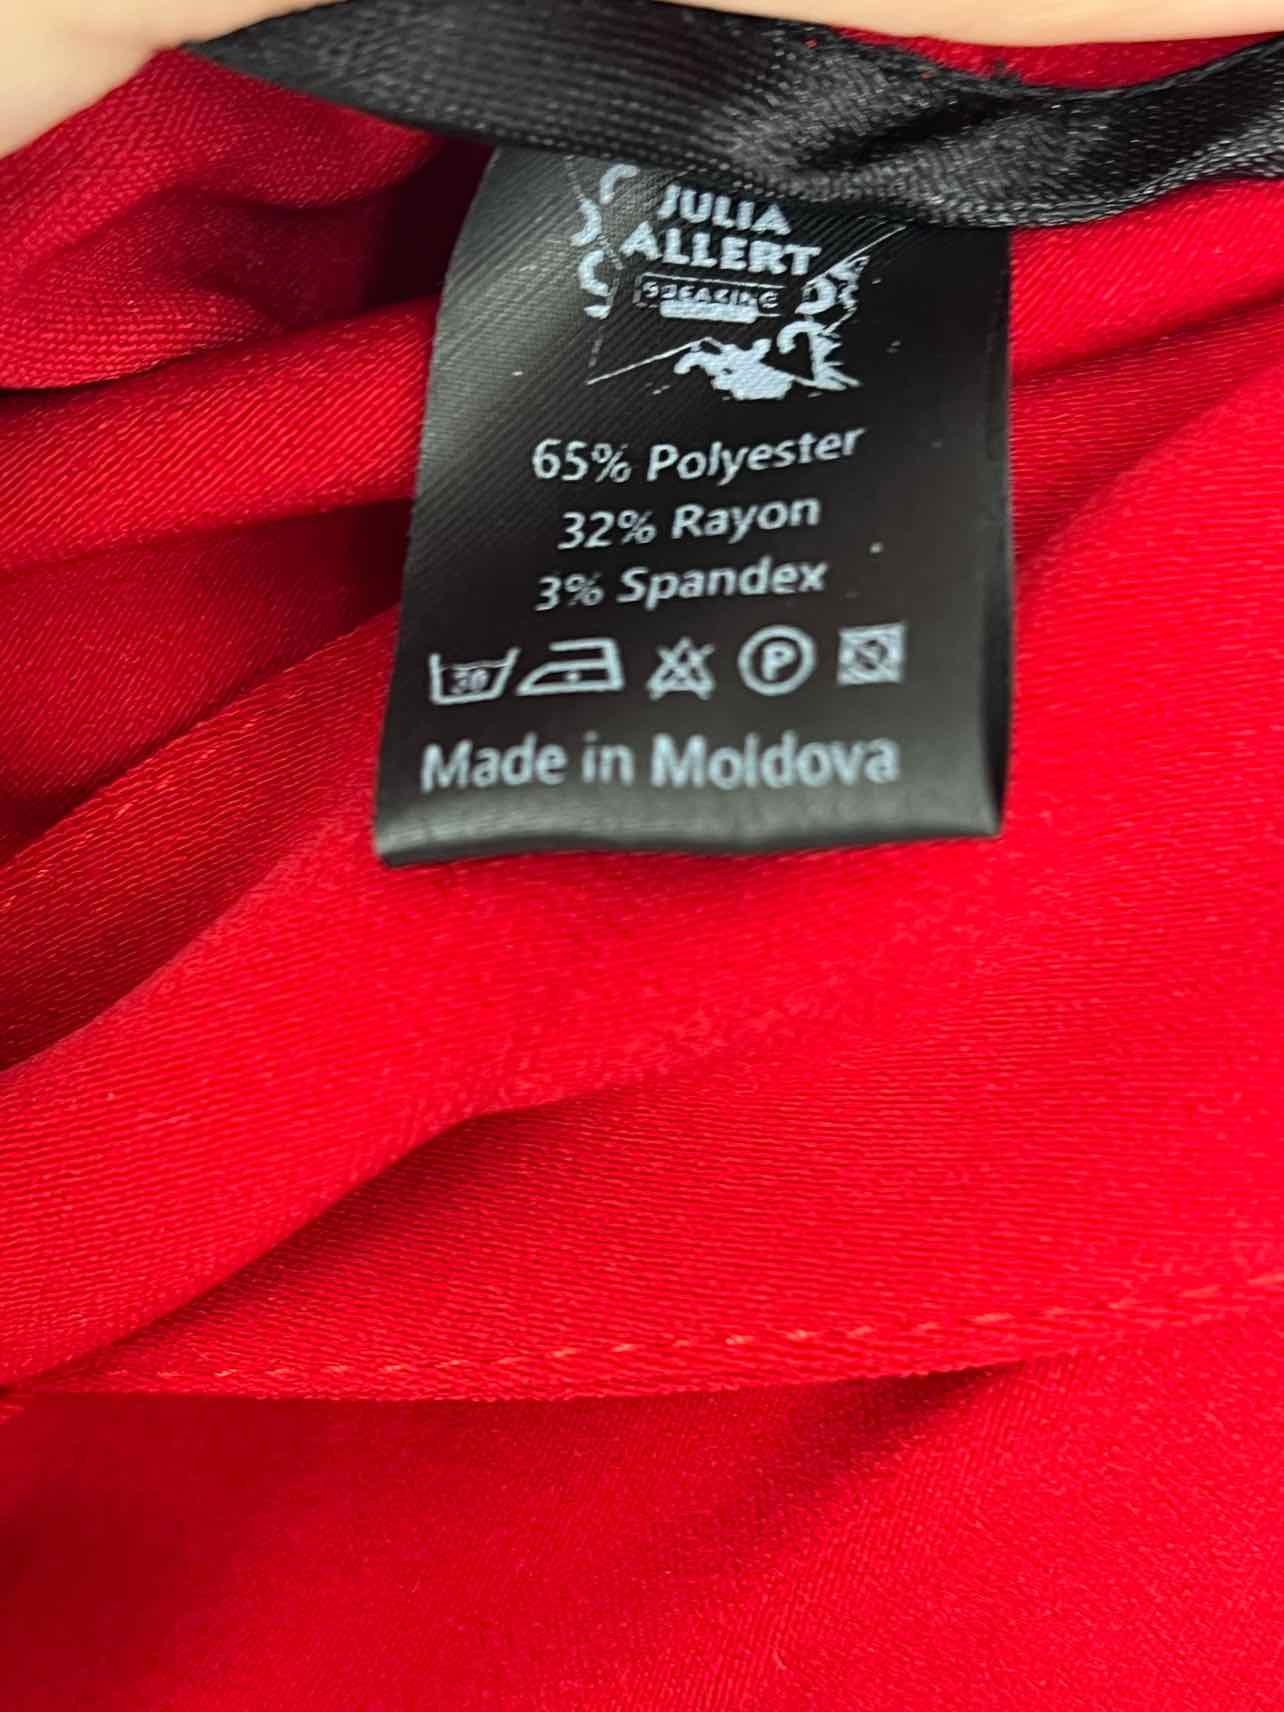 JULIA
ALLERT
65% Polyester
32% Rayon
3% Spandex
30
P
Made in Moldova